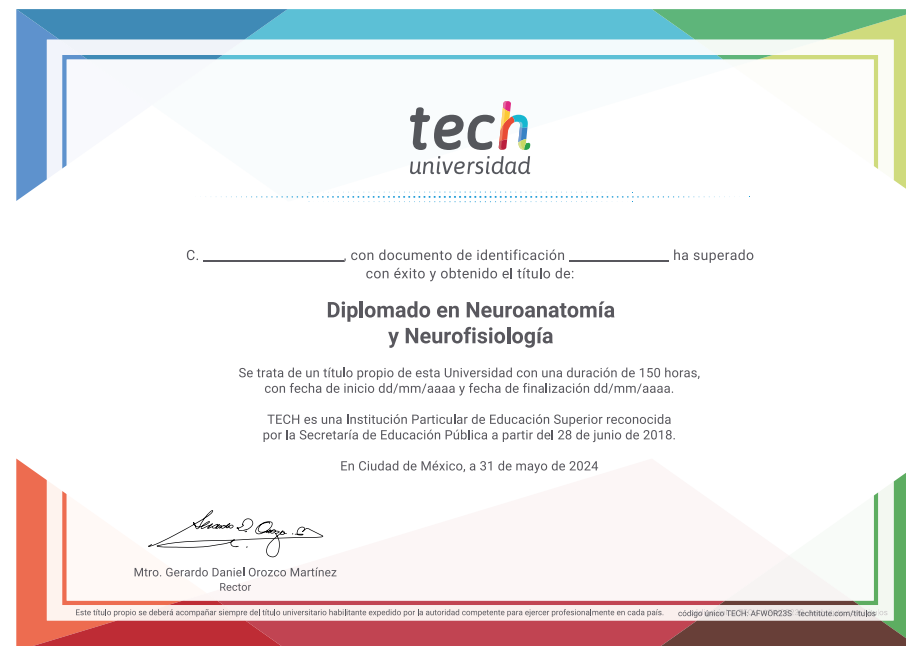 tech
universidad
C. ____________, con documento de identificación ____________ ha superado
con éxito y obtenido el título de:
Diplomado en Neuroanatomía
y Neurofisiología
Se trata de un título propio de esta Universidad con una duración de 150 horas,
con fecha de inicio dd/mm/aaaa y fecha de finalización dd/mm/aaaa.
TECH es una Institución Particular de Educación Superior reconocida
por la Secretaría de Educación Pública a partir del 28 de junio de 2018.
En Ciudad de México, a 31 de mayo de 2024
Mtro. Gerardo Daniel Orozco Martínez
Rector
Este título propio se deberá acompañar siempre del título universitario habilitante expedido por la autoridad competente para ejercer profesionalmente en cada país. código único TECH: AFWOR23S techtitute.com/titulos